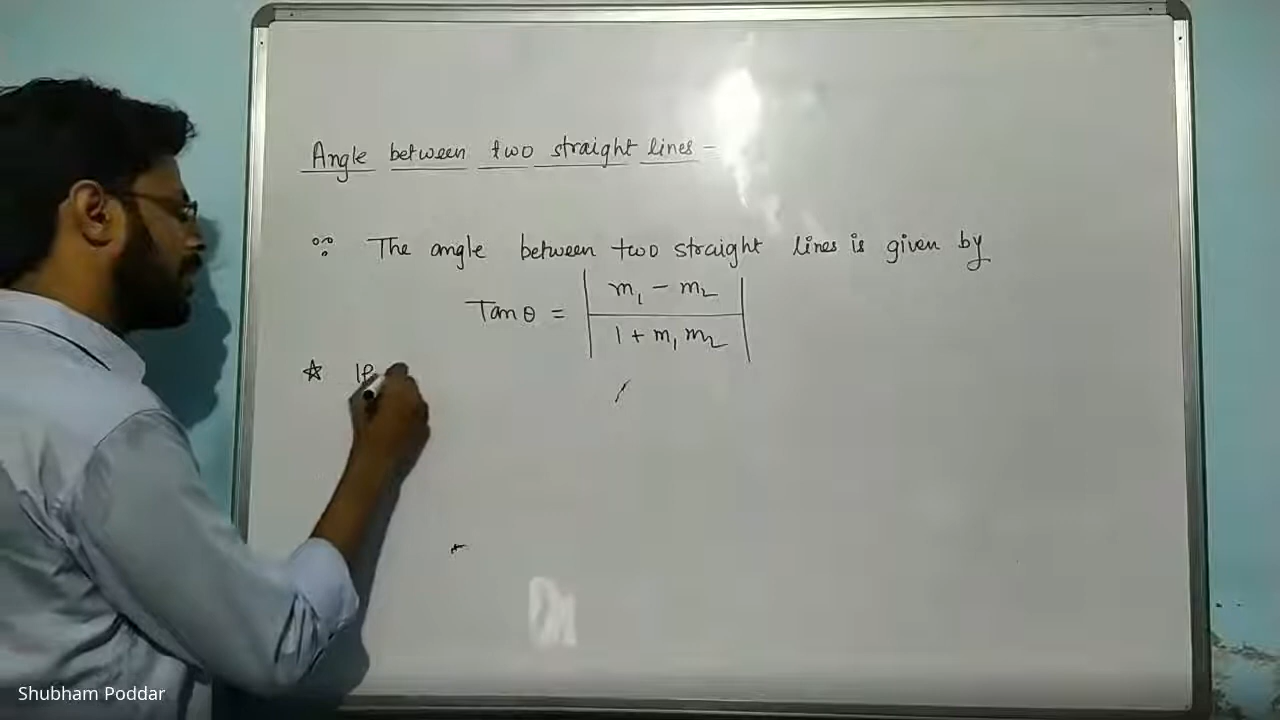 Angle between two straight lines -
∵ The angle between two straight lines is given by
Tan θ = | m₁ - m₂ / 1 + m₁ m₂ |
☆ If
Shubham Poddar